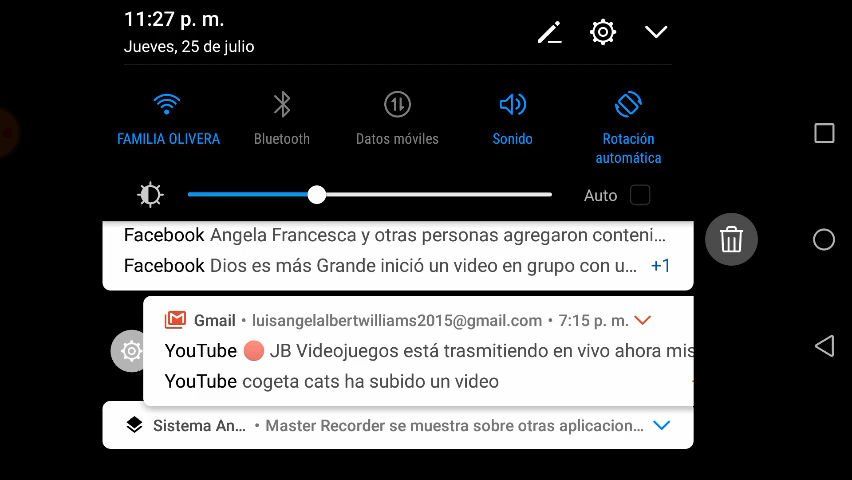 11:27 p. m.
Jueves, 25 de julio
FAMILIA OLIVERA
Bluetooth
Datos móviles
Sonido
Rotación
automática
Auto
Facebook Angela Francesca y otras personas agregaron conteni...
Facebook Dios es más Grande inició un video en grupo con u... +1
Gmail • luisangelalbertwilliams2015@gmail.com • 7:15 p. m.
YouTube 🔴 JB Videojuegos está trasmitiendo en vivo ahora mis
YouTube cogeta cats ha subido un video
Sistema An... • Master Recorder se muestra sobre otras aplicacion...